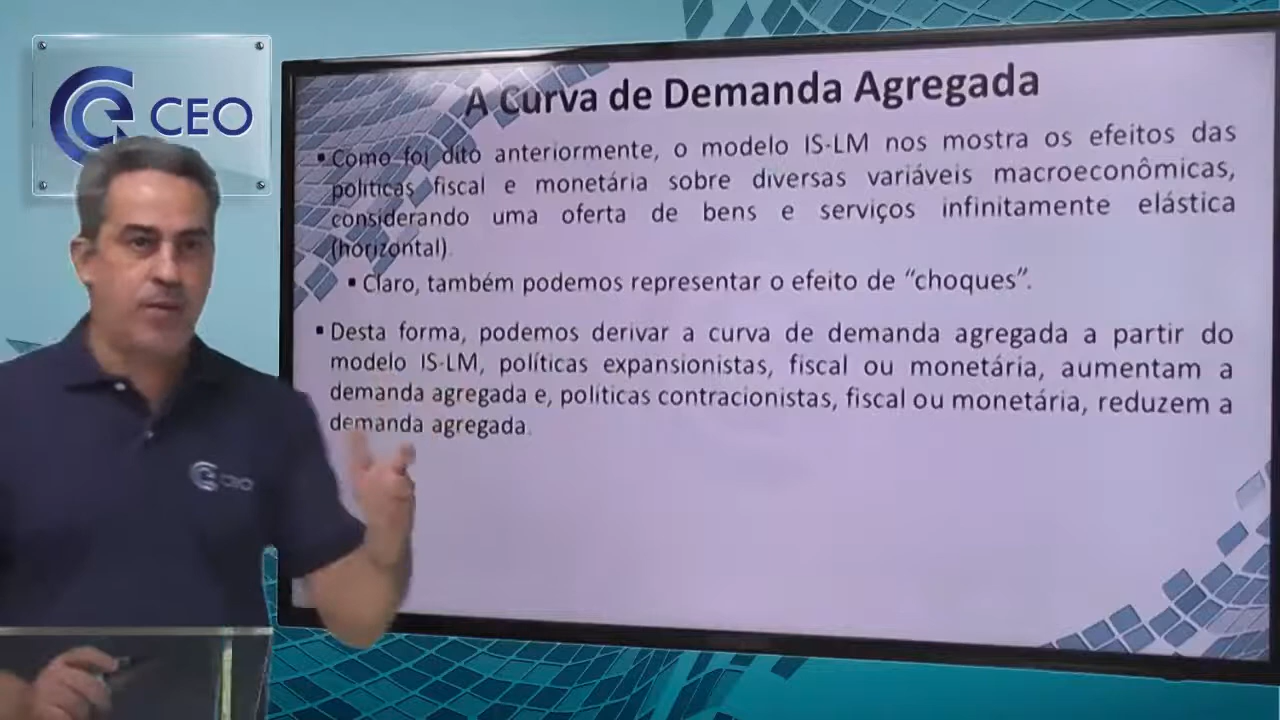 CEO
A Curva de Demanda Agregada
▪ Como foi dito anteriormente, o modelo IS-LM nos mostra os efeitos das
políticas fiscal e monetária sobre diversas variáveis macroeconômicas,
considerando uma oferta de bens e serviços infinitamente elástica
(horizontal).
▪ Claro, também podemos representar o efeito de “choques”.
▪ Desta forma, podemos derivar a curva de demanda agregada a partir do
modelo IS-LM, políticas expansionistas, fiscal ou monetária, aumentam a
demanda agregada e, políticas contracionistas, fiscal ou monetária, reduzem a
demanda agregada.
CEO